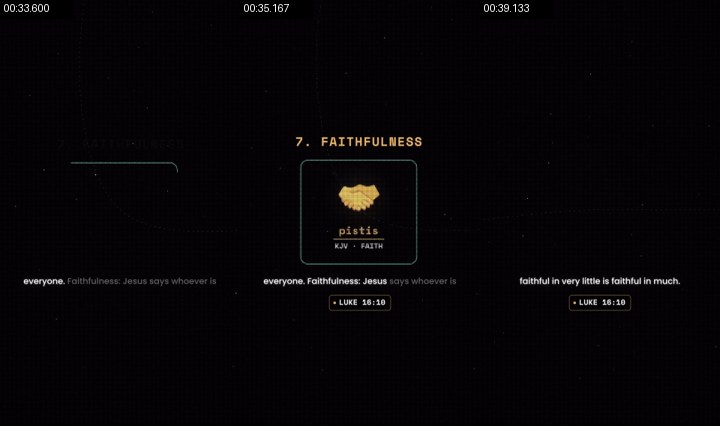 00:33.600
00:35.167
00:39.133
7. FAITHFULNESS
7. FAITHFULNESS
pistis
KJV · FAITH
everyone. Faithfulness: Jesus says whoever is
everyone. Faithfulness: Jesus says whoever is
faithful in very little is faithful in much.
• LUKE 16:10
• LUKE 16:10